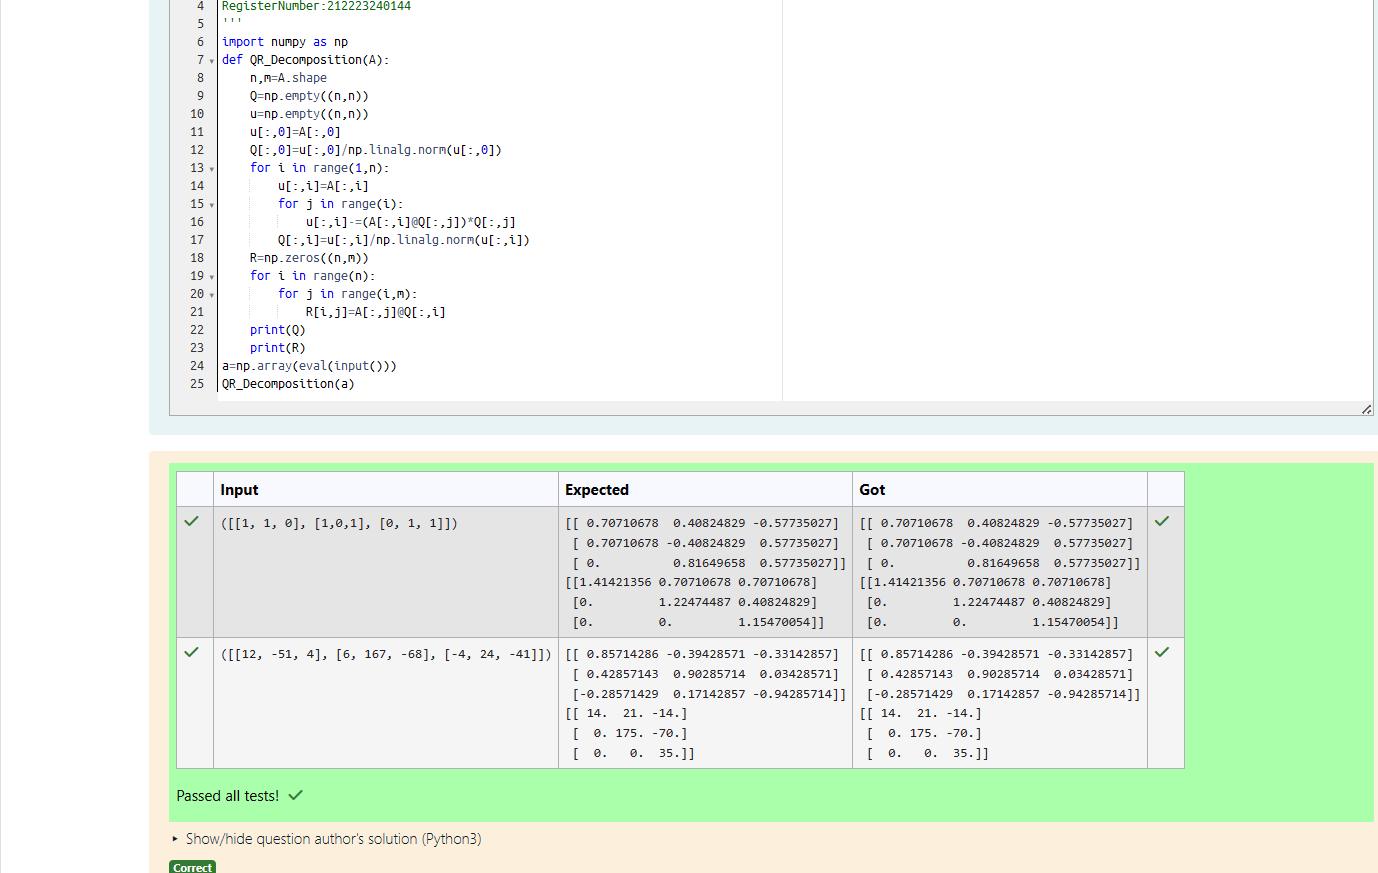 4 RegisterNumber:212223240144
5 '''
6 import numpy as np
7 def QR_Decomposition(A):
8     n,m=A.shape
9     Q=np.empty((n,n))
10     u=np.empty((n,n))
11     u[:,0]=A[:,0]
12     Q[:,0]=u[:,0]/np.linalg.norm(u[:,0])
13     for i in range(1,n):
14         u[:,i]=A[:,i]
15         for j in range(i):
16             u[:,i]-=(A[:,i]@Q[:,j])*Q[:,j]
17         Q[:,i]=u[:,i]/np.linalg.norm(u[:,i])
18     R=np.zeros((n,m))
19     for i in range(n):
20         for j in range(i,m):
21             R[i,j]=A[:,j]@Q[:,i]
22     print(Q)
23     print(R)
24 a=np.array(eval(input()))
25 QR_Decomposition(a)
Input Expected Got
([[1, 1, 0], [1,0,1], [0, 1, 1]]) [[ 0.70710678  0.40824829 -0.57735027] [[ 0.70710678  0.40824829 -0.57735027]
[ 0.70710678 -0.40824829  0.57735027] [ 0.70710678 -0.40824829  0.57735027]
[ 0.          0.81649658  0.57735027]] [ 0.          0.81649658  0.57735027]]
[[1.41421356 0.70710678 0.70710678] [[1.41421356 0.70710678 0.70710678]
[0.         1.22474487 0.40824829] [0.         1.22474487 0.40824829]
[0.         0.         1.15470054]] [0.         0.         1.15470054]]
([[12, -51, 4], [6, 167, -68], [-4, 24, -41]]) [[ 0.85714286 -0.39428571 -0.33142857] [[ 0.85714286 -0.39428571 -0.33142857]
[ 0.42857143  0.90285714  0.03428571] [ 0.42857143  0.90285714  0.03428571]
[-0.28571429  0.17142857 -0.94285714]] [-0.28571429  0.17142857 -0.94285714]]
[[ 14.  21. -14.] [[ 14.  21. -14.]
[  0. 175. -70.] [  0. 175. -70.]
[  0.   0.  35.]] [  0.   0.  35.]]
Passed all tests!
Show/hide question author's solution (Python3)
Correct